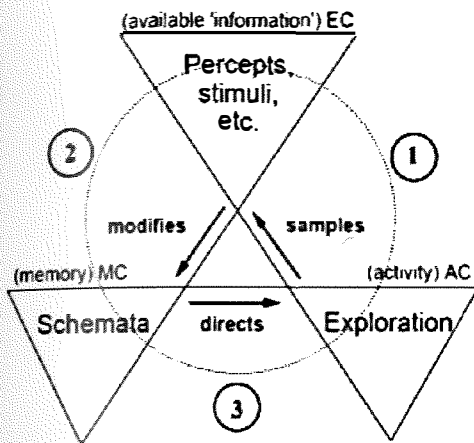 (available 'information') EC
Percepts,
stimuli,
etc.
2
1
modifies
samples
(memory) MC
(activity) AC
Schemata
directs
Exploration
3